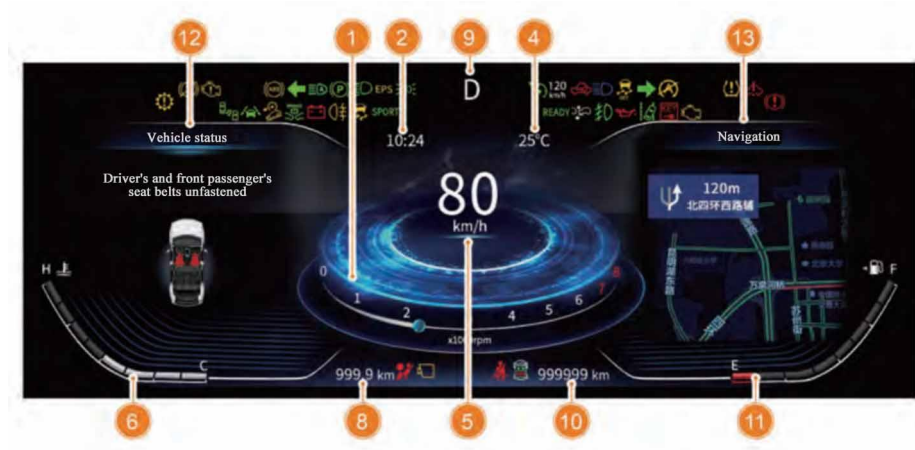 12
1
2
9
4
13
D
EPS
120
km/h
SPORT
READY
Vehicle status
10:24
25°C
Navigation
Driver's and front passenger's
seat belts unfastened
80
km/h
120m
北四环西路辅
H
F
0
1
2
4
5
6
7
8
C
E
999.9 km
999999 km
6
8
5
10
11